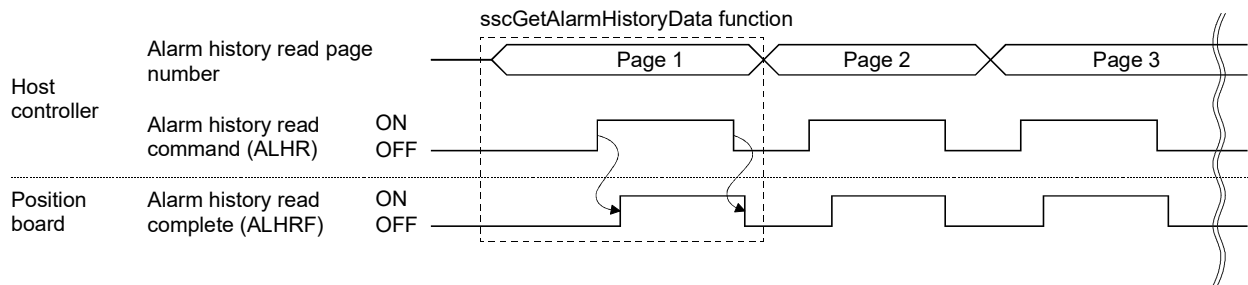 sscGetAlarmHistoryData function
Host
controller
Alarm history read page
number
Page 1
Page 2
Page 3
Alarm history read
command (ALHR)
ON
OFF
Position
board
Alarm history read
complete (ALHRF)
ON
OFF